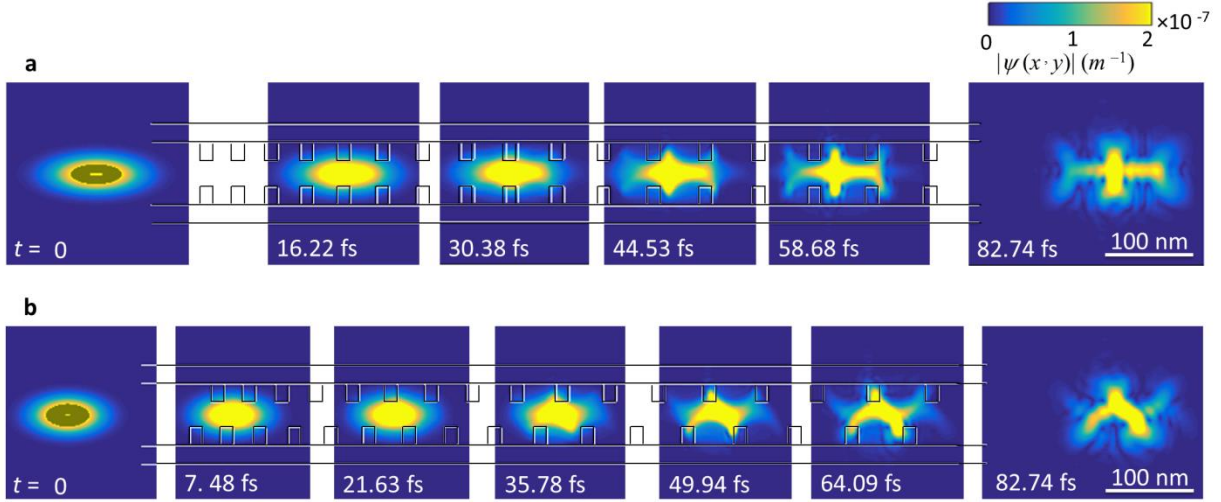 ×10 -7
0 1 2
|ψ(x,y)| (m⁻¹)
a
t = 0 16.22 fs 30.38 fs 44.53 fs 58.68 fs 82.74 fs 100 nm
b
t = 0 7. 48 fs 21.63 fs 35.78 fs 49.94 fs 64.09 fs 82.74 fs 100 nm